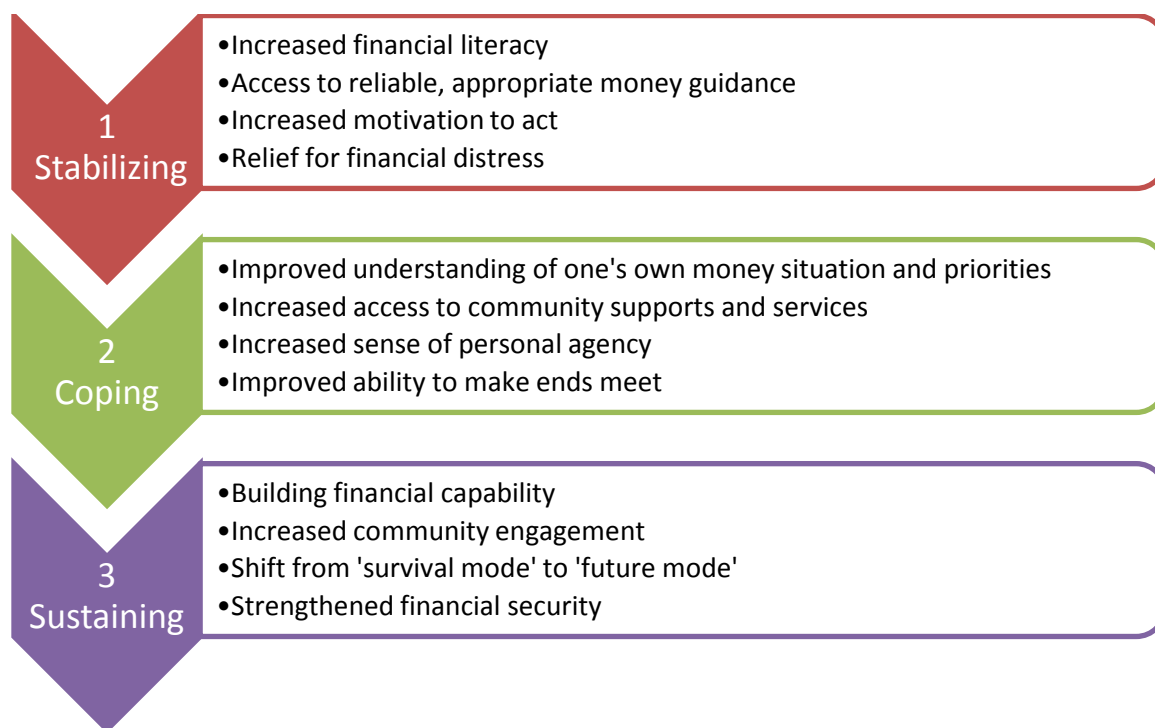 1
Stabilizing
•Increased financial literacy
•Access to reliable, appropriate money guidance
•Increased motivation to act
•Relief for financial distress
2
Coping
•Improved understanding of one's own money situation and priorities
•Increased access to community supports and services
•Increased sense of personal agency
•Improved ability to make ends meet
3
Sustaining
•Building financial capability
•Increased community engagement
•Shift from 'survival mode' to 'future mode'
•Strengthened financial security